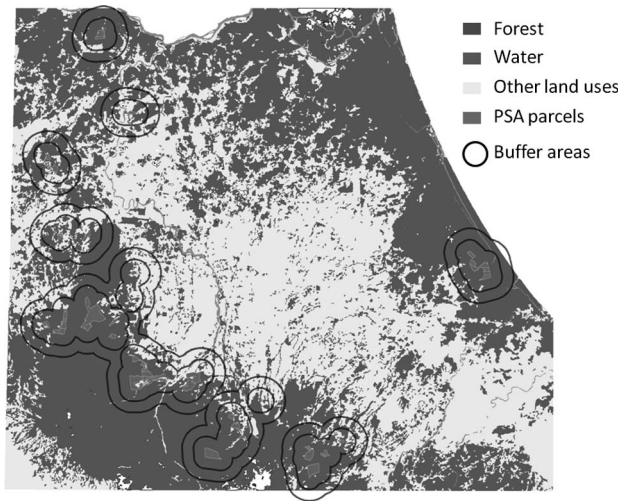 Forest
Water
Other land uses
PSA parcels
Buffer areas